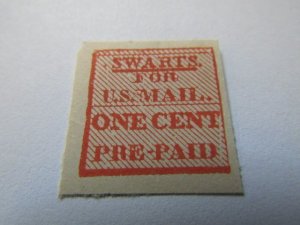 SWARTS.
FOR
U.S. MAIL.
ONE CENT
PRE-PAID